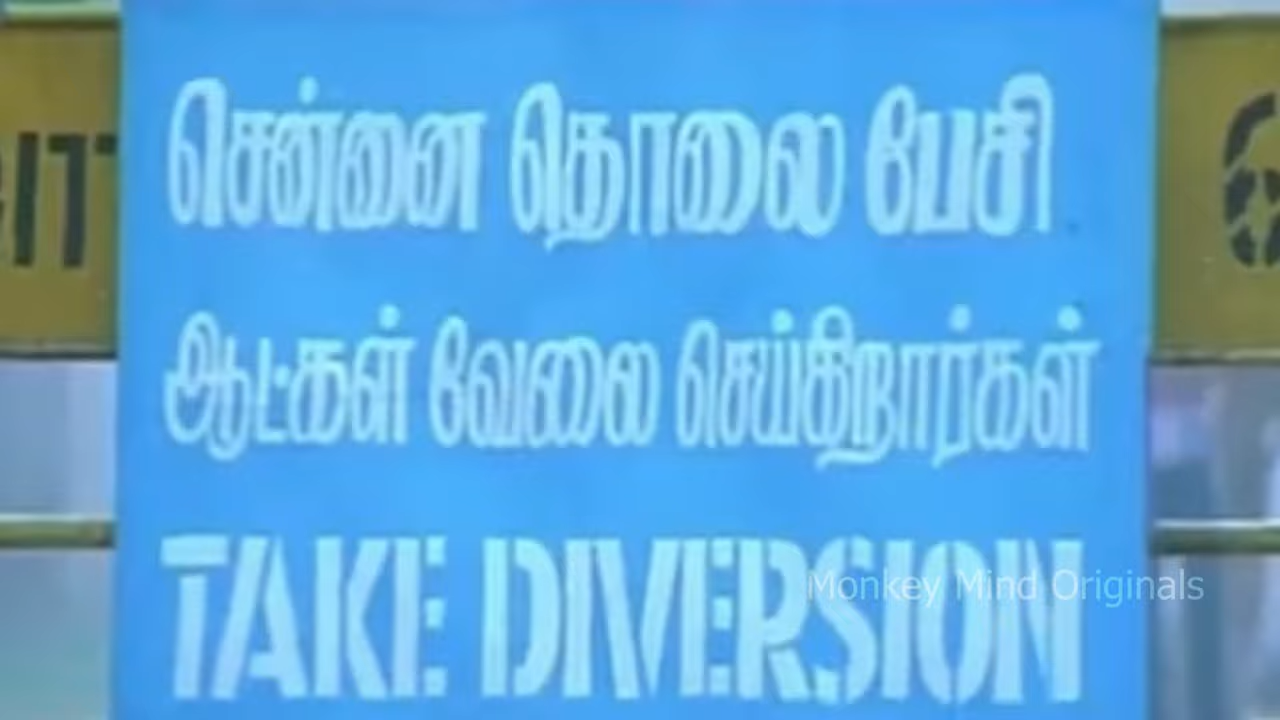 சென்னை தொலை பேசி
ஆட்கள் வேலை செய்கிறார்கள்
TAKE DIVERSION
Monkey Mind Originals